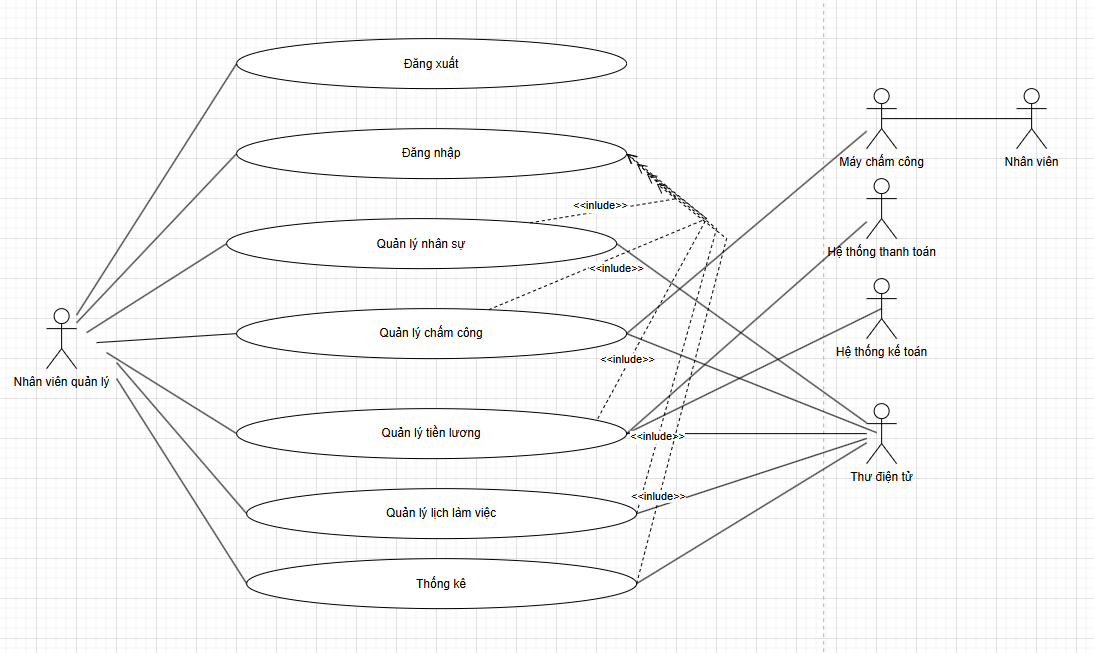 Đăng xuất
Đăng nhập
<<inlude>>
Quản lý nhân sự
<<inlude>>
Quản lý chấm công
<<inlude>>
Quản lý tiền lương
<<inlude>>
<<inlude>>
Quản lý lịch làm việc
Thống kê
Nhân viên quản lý
Máy chấm công
Nhân viên
Hệ thống thanh toán
Hệ thống kế toán
Thư điện tử